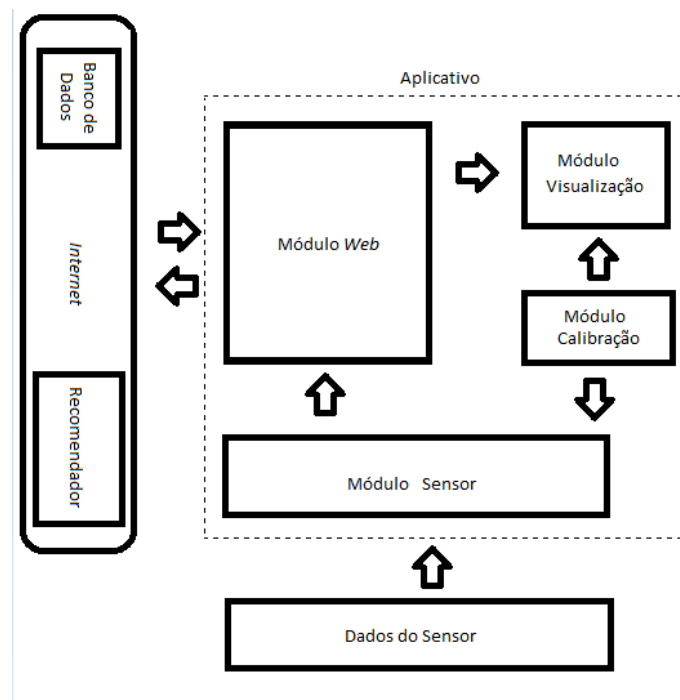 Banco de
Dados
Internet
Recomendador
Aplicativo
Módulo Web
Módulo
Visualização
Módulo
Calibração
Módulo Sensor
Dados do Sensor